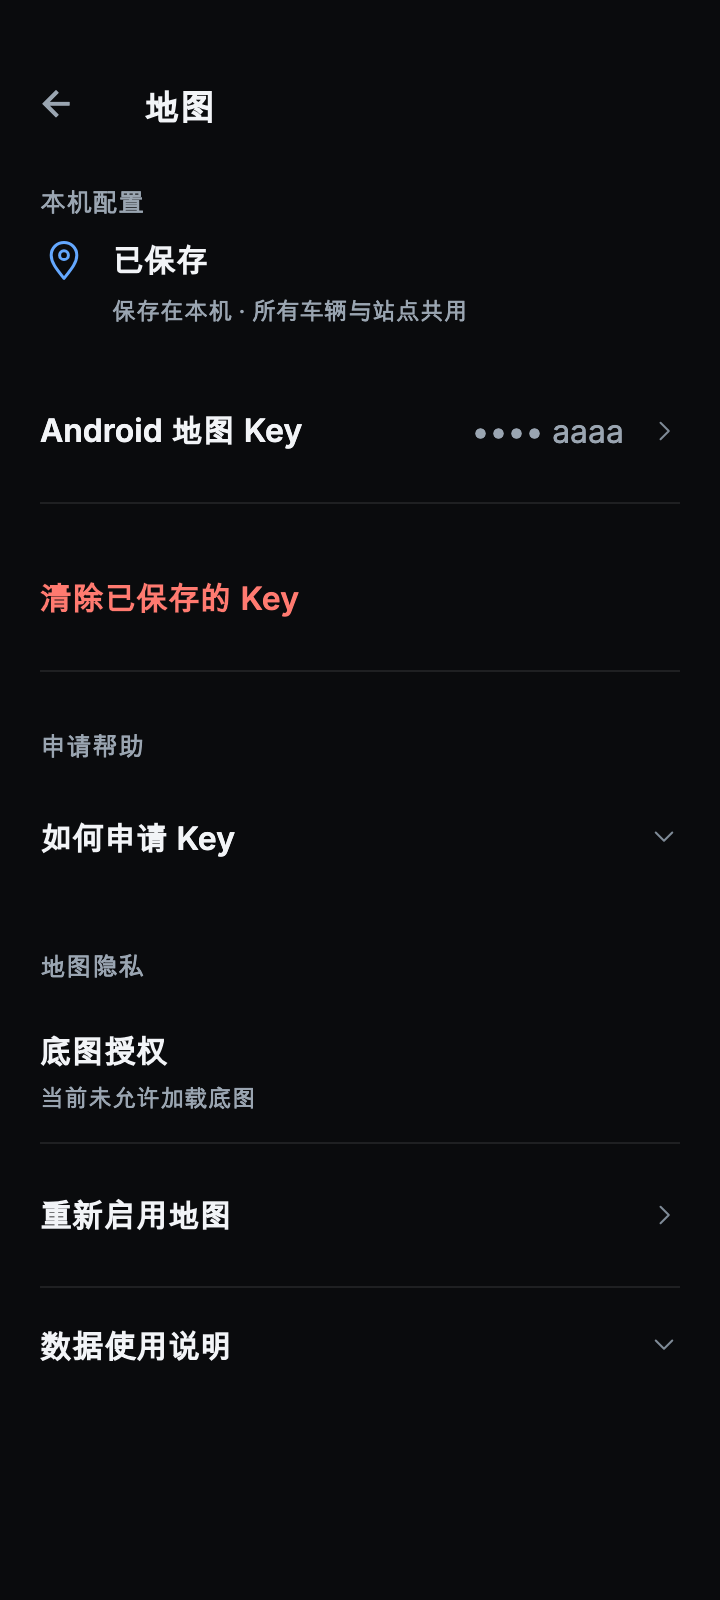 地图
本机配置
已保存
保存在本机 · 所有车辆与站点共用
Android 地图 Key •••• aaaa
清除已保存的 Key
申请帮助
如何申请 Key
地图隐私
底图授权
当前未允许加载底图
重新启用地图
数据使用说明